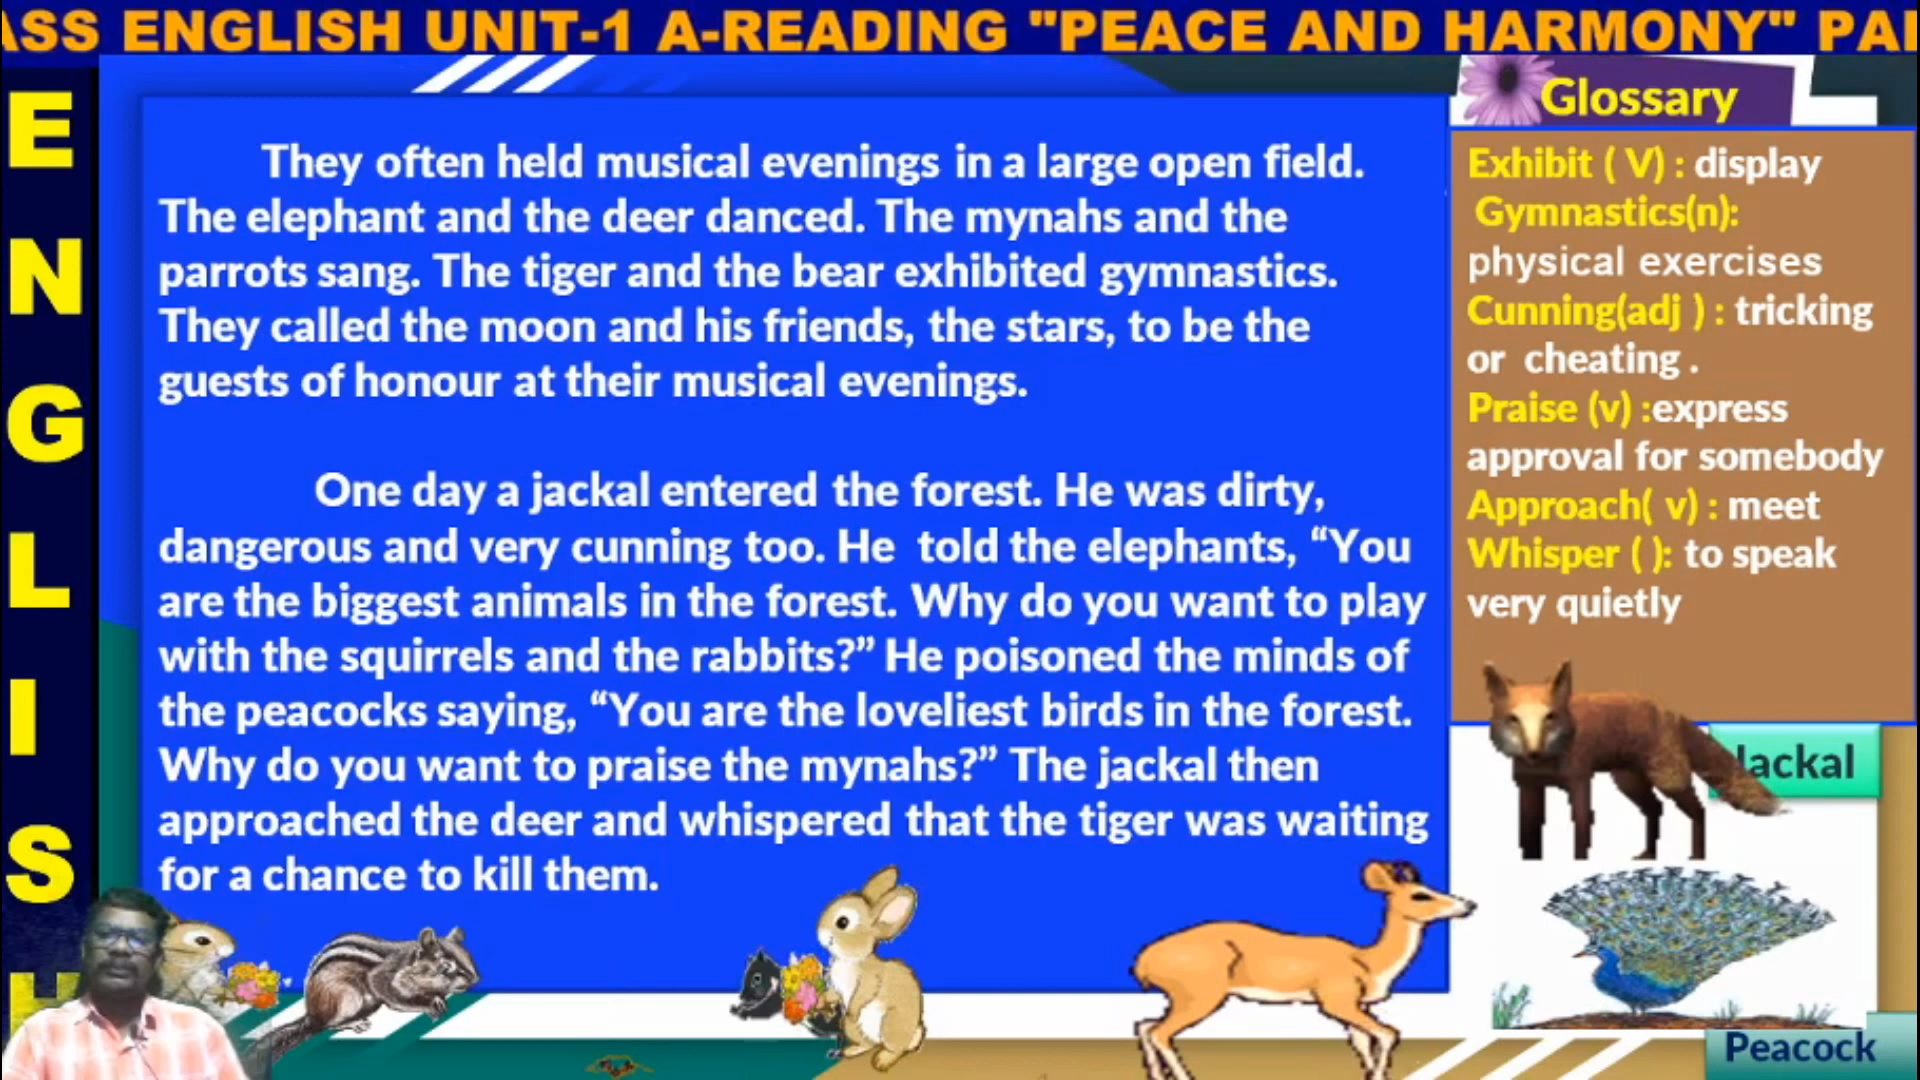 ASS ENGLISH UNIT-1 A-READING "PEACE AND HARMONY" PA
E
N
G
L
I
S
H
They often held musical evenings in a large open field.
The elephant and the deer danced. The mynahs and the
parrots sang. The tiger and the bear exhibited gymnastics.
They called the moon and his friends, the stars, to be the
guests of honour at their musical evenings.
One day a jackal entered the forest. He was dirty,
dangerous and very cunning too. He told the elephants, “You
are the biggest animals in the forest. Why do you want to play
with the squirrels and the rabbits?” He poisoned the minds of
the peacocks saying, “You are the loveliest birds in the forest.
Why do you want to praise the mynahs?” The jackal then
approached the deer and whispered that the tiger was waiting
for a chance to kill them.
Glossary
Exhibit ( V) : display
Gymnastics(n):
physical exercises
Cunning(adj ) : tricking
or cheating .
Praise (v) :express
approval for somebody
Approach( v) : meet
Whisper ( ): to speak
very quietly
Jackal
Peacock